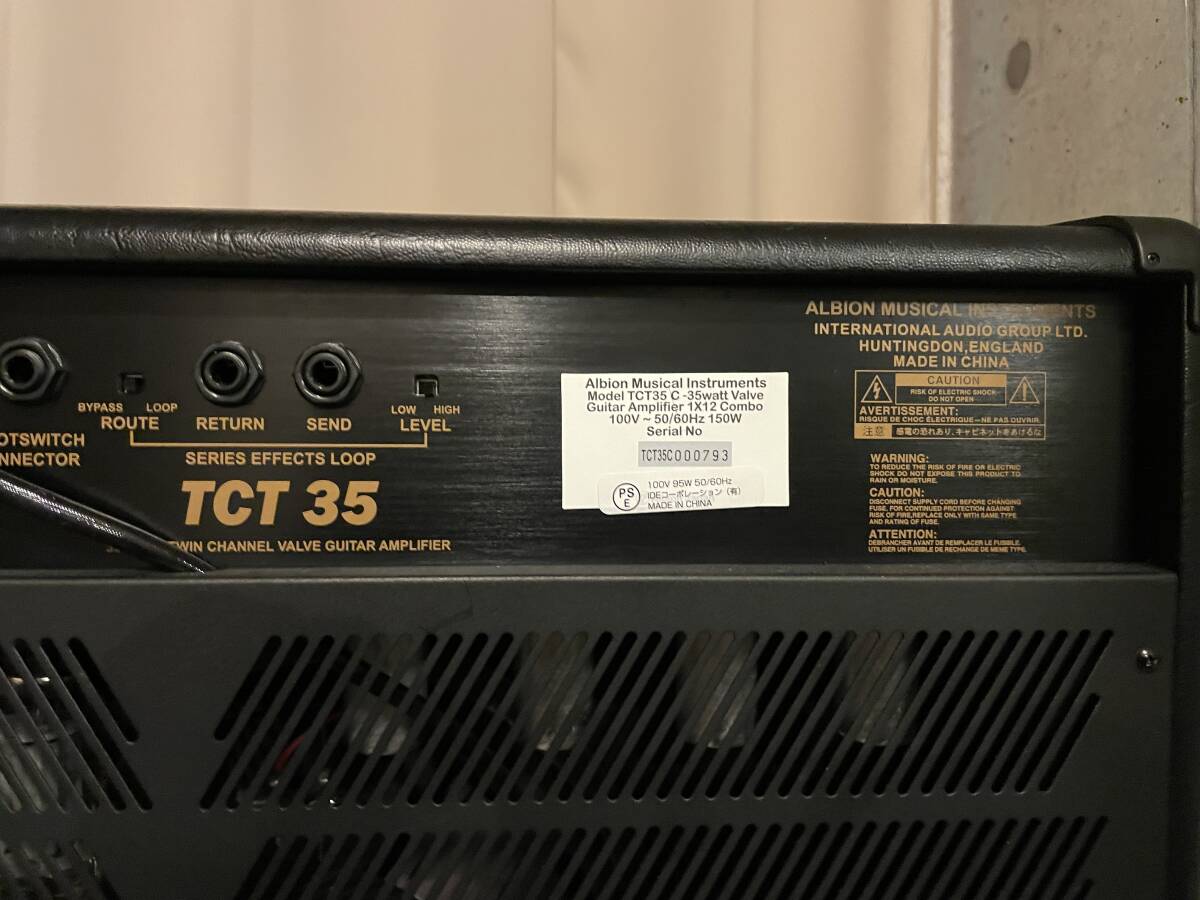 BYPASS LOOP
ROUTE
RETURN
SEND
LOW HIGH
LEVEL
OTSWITCH
NNECTOR
SERIES EFFECTS LOOP
TCT 35
WIN CHANNEL VALVE GUITAR AMPLIFIER
Albion Musical Instruments
Model TCT35 C -35watt Valve
Guitar Amplifier 1X12 Combo
100V ~ 50/60Hz 150W
Serial No
TCT35C000793
PS
E
100V 95W 50/60Hz
IDEコーポレーション（有）
MADE IN CHINA
ALBION MUSICAL INSTRUMENTS
INTERNATIONAL AUDIO GROUP LTD.
HUNTINGDON,ENGLAND
MADE IN CHINA
CAUTION
RISK OF ELECTRIC SHOCK
DO NOT OPEN
AVERTISSEMENT:
RISQUE DE CHOC ÉLECTRIQUE—NE PAS OUVRIR.
注意 感電の恐れあり、キャビネットをあけるな
WARNING:
TO REDUCE THE RISK OF FIRE OR ELECTRIC
SHOCK DO NOT EXPOSE THIS PRODUCT TO
RAIN OR MOISTURE.
CAUTION:
DISCONNECT SUPPLY CORD BEFORE CHANGING
FUSE, FOR CONTINUED PROTECTION AGAINST
RISK OF FIRE,REPLACE ONLY WITH SAME TYPE
AND RATING OF FUSE.
ATTENTION:
DEBRANCHER AVANT DE REMPLACER LE FUSIBLE.
UTILISER UN FUSIBLE DE RECHANGE DE MEME TYPE.